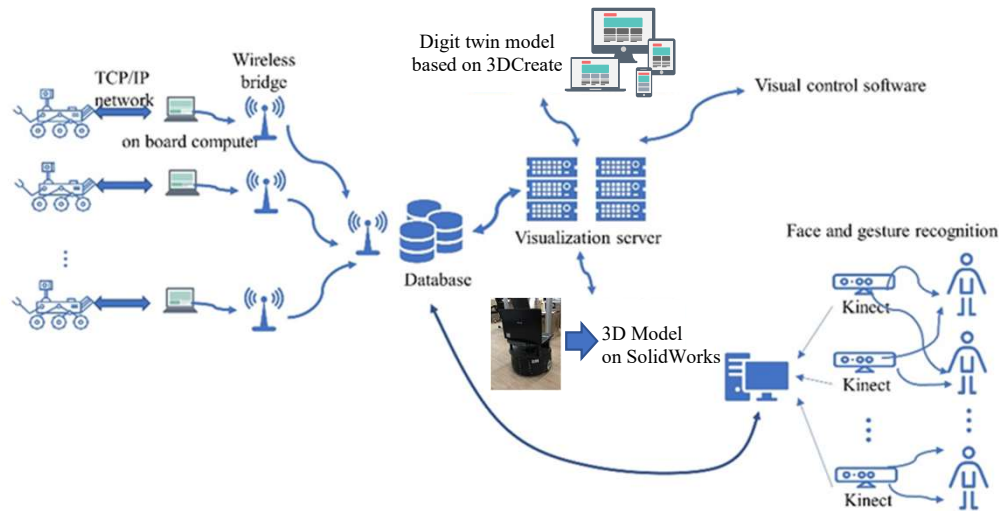 TCP/IP
network
on board computer
Wireless
bridge
Digit twin model
based on 3DCreate
Visual control software
Visualization server
Database
3D Model
on SolidWorks
Face and gesture recognition
Kinect
Kinect
Kinect